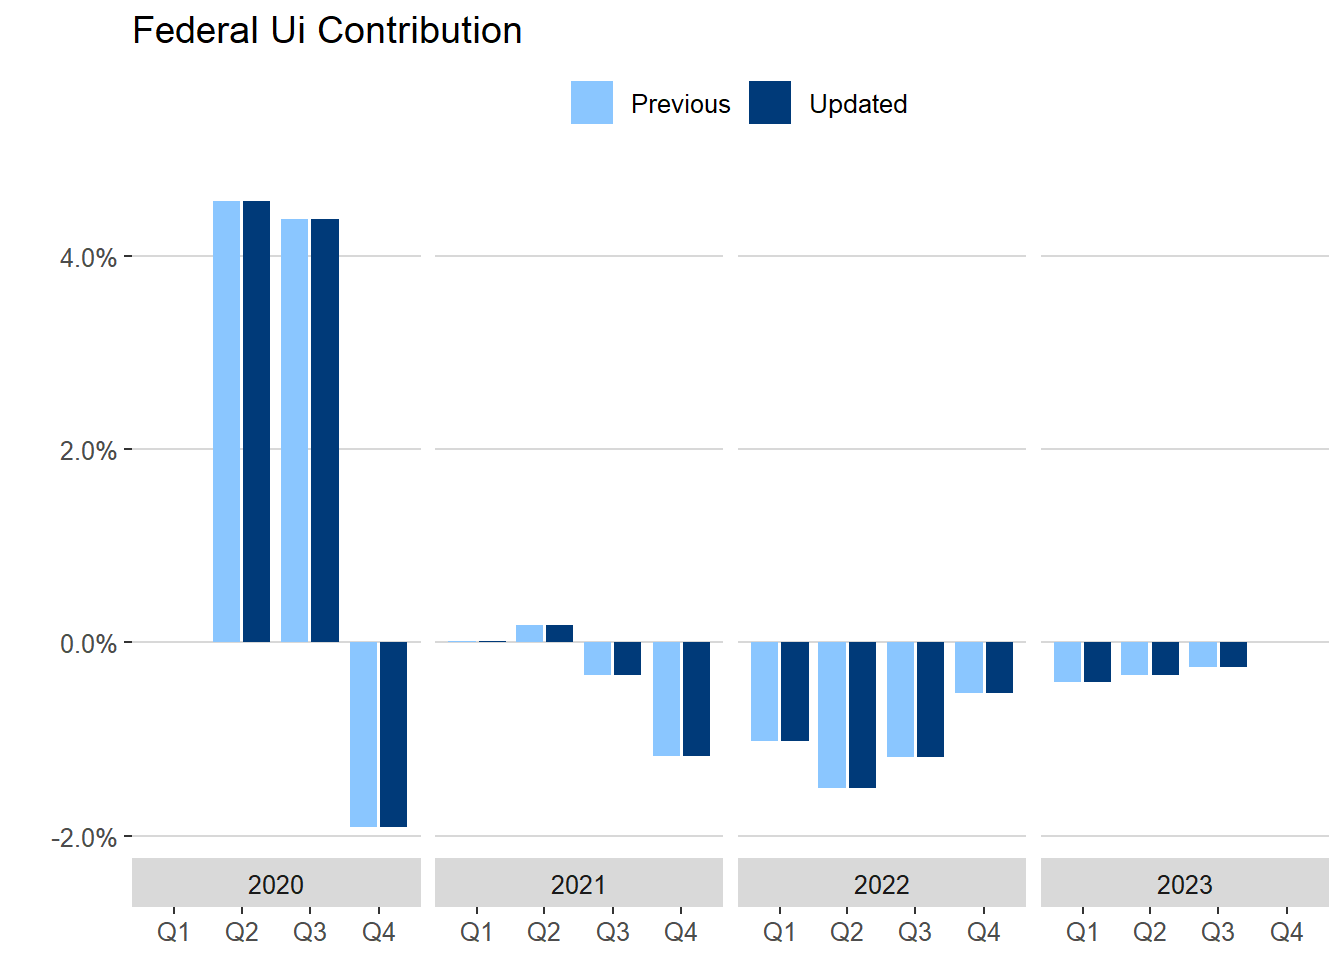 Federal Ui Contribution
Previous Updated
4.0%
2.0%
0.0%
-2.0%
2020 2021 2022 2023
Q1 Q2 Q3 Q4 Q1 Q2 Q3 Q4 Q1 Q2 Q3 Q4 Q1 Q2 Q3 Q4